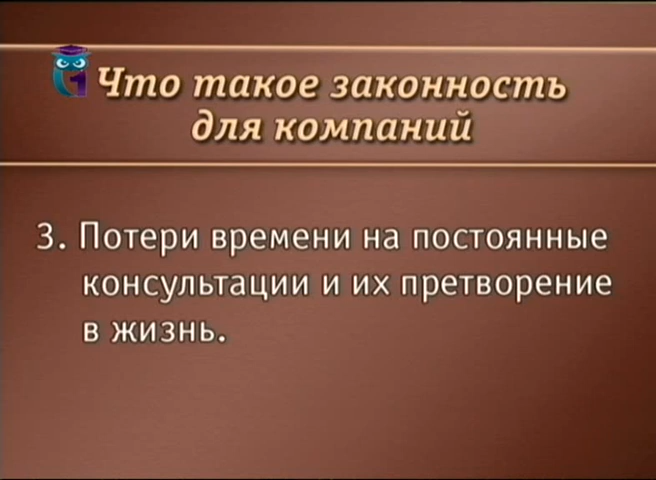 Что такое законность
для компаний
3. Потери времени на постоянные
консультации и их претворение
в жизнь.